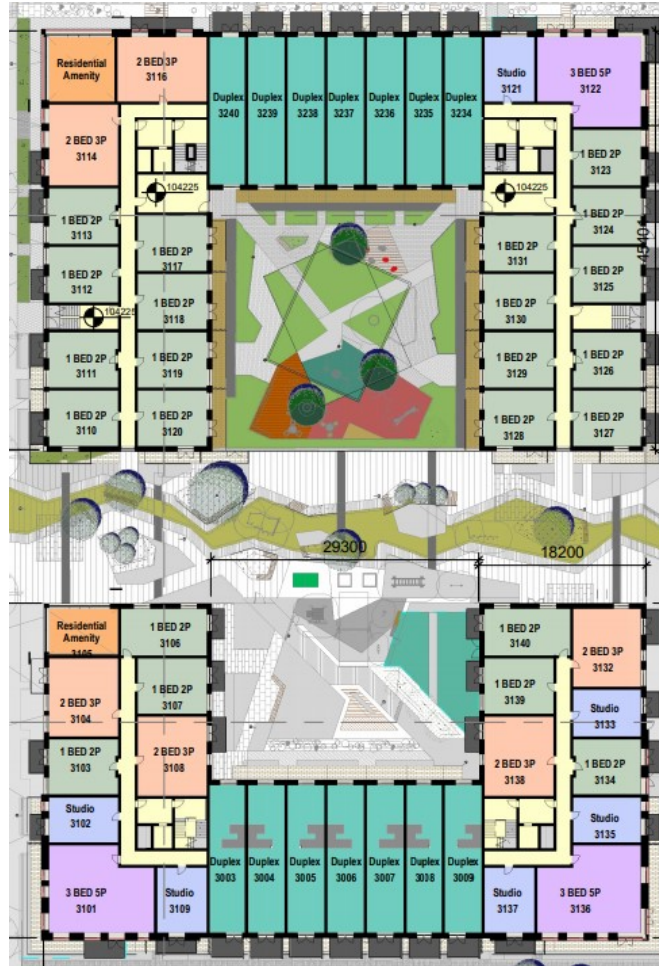 Residential
Amenity
2 BED 3P
3116
Duplex
3240
Duplex
3239
Duplex
3238
Duplex
3237
Duplex
3236
Duplex
3235
Duplex
3234
Studio
3121
3 BED 5P
3122
2 BED 3P
3114
1 BED 2P
3123
104225
104225
1 BED 2P
3113
1 BED 2P
3117
1 BED 2P
3131
1 BED 2P
3124
45401
1 BED 2P
3112
1 BED 2P
3118
1 BED 2P
3130
1 BED 2P
3125
104225
1 BED 2P
3111
1 BED 2P
3119
1 BED 2P
3129
1 BED 2P
3126
1 BED 2P
3110
1 BED 2P
3120
1 BED 2P
3128
1 BED 2P
3127
29300
18200
Residential
Amenity
3105
1 BED 2P
3106
1 BED 2P
3140
2 BED 3P
3132
2 BED 3P
3104
1 BED 2P
3107
1 BED 2P
3139
Studio
3133
1 BED 2P
3103
2 BED 3P
3108
2 BED 3P
3138
1 BED 2P
3134
Studio
3102
Studio
3135
Duplex
3003
Duplex
3004
Duplex
3005
Duplex
3006
Duplex
3007
Duplex
3008
Duplex
3009
3 BED 5P
3101
Studio
3109
Studio
3137
3 BED 5P
3136